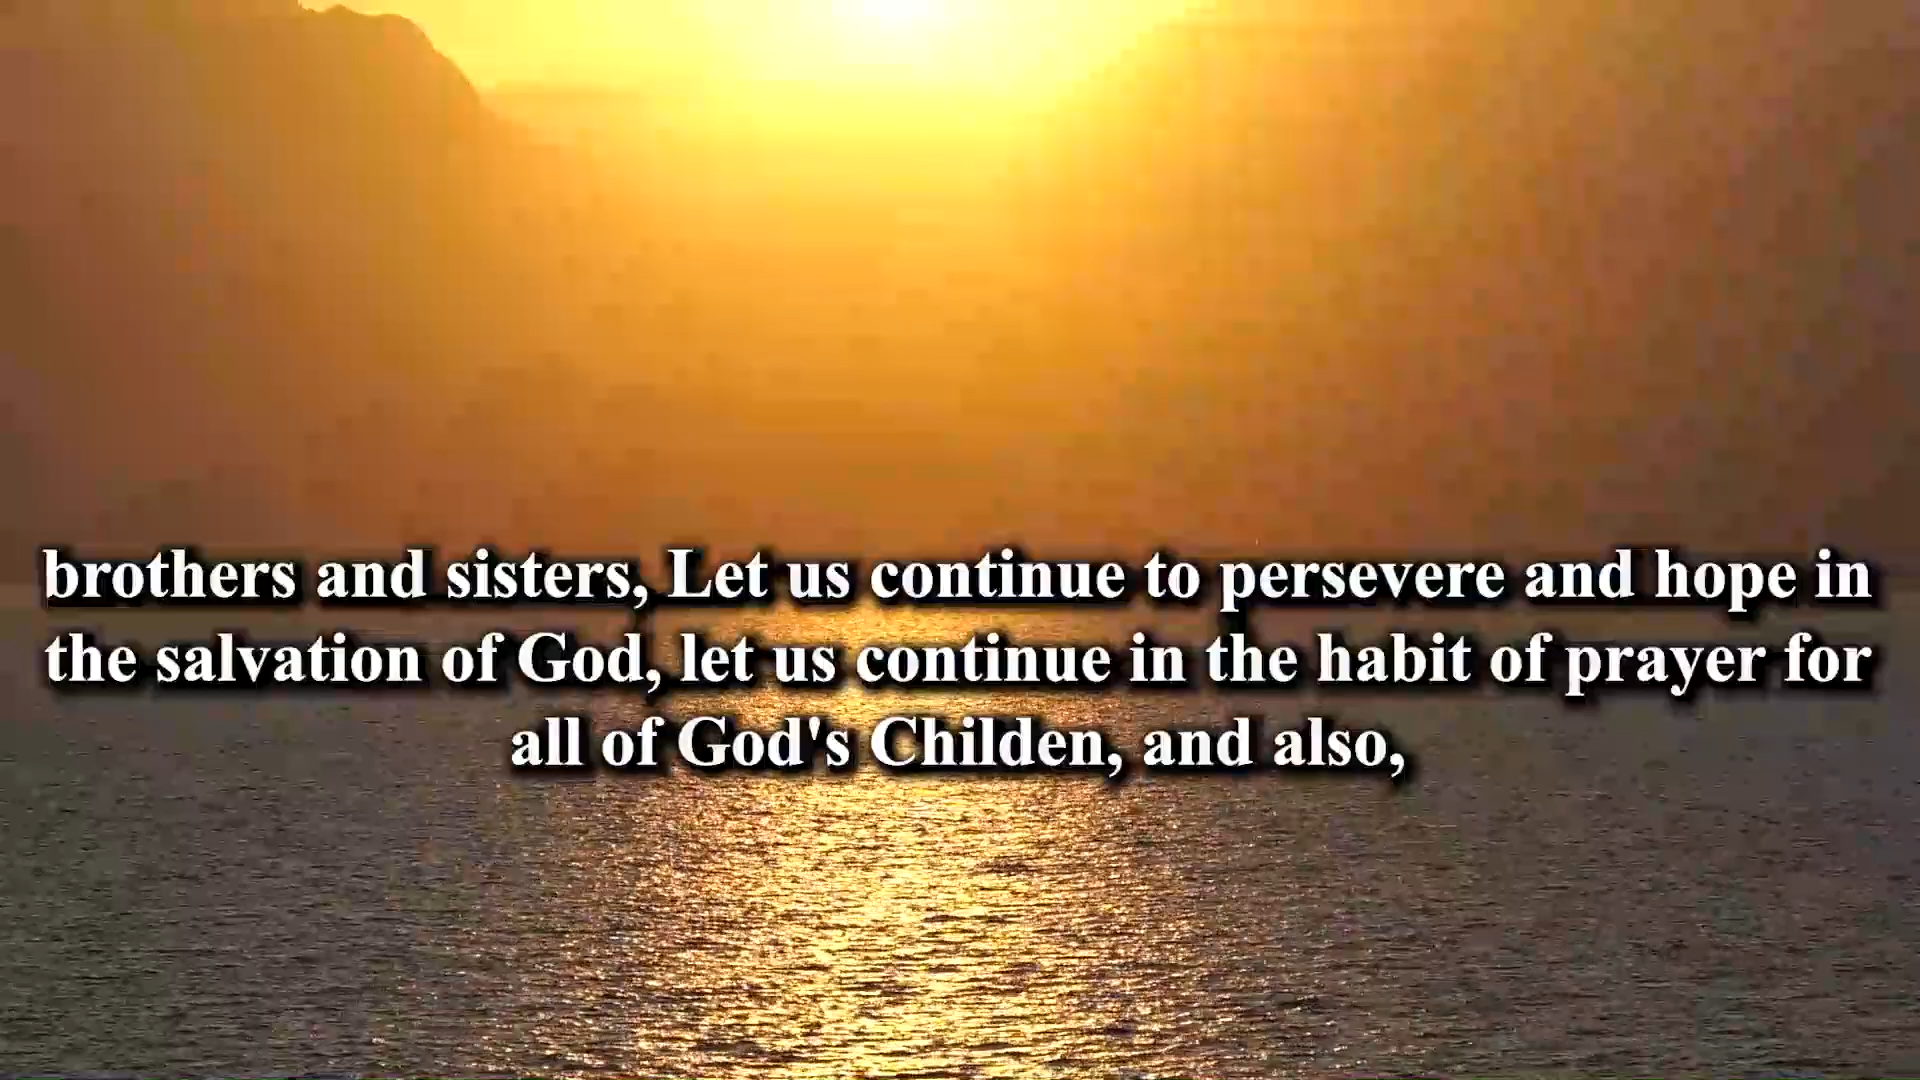 brothers and sisters, Let us continue to persevere and hope in
the salvation of God, let us continue in the habit of prayer for
all of God's Childen, and also,